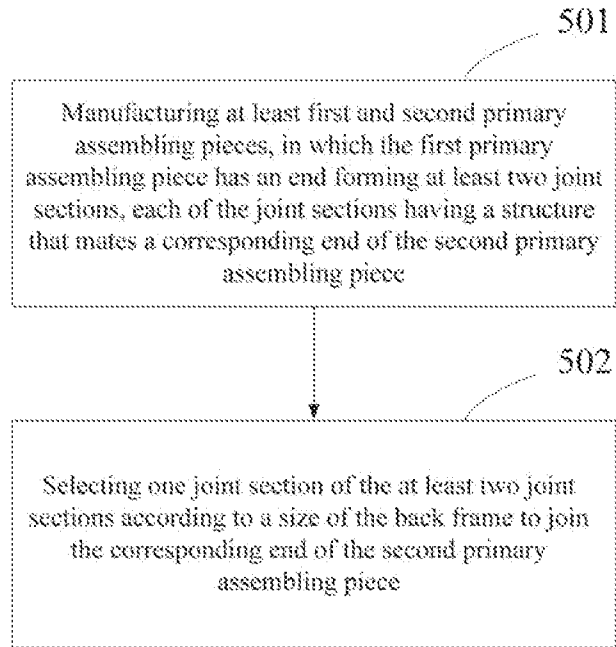 501
Manufacturing at least first and second primary
assembling pieces, in which the first primary
assembling piece has an end forming at least two joint
sections, each of the joint sections having a structure
that mates a corresponding end of the second primary
assembling piece
502
Selecting one joint section of the at least two joint
sections according to a size of the back frame to join
the corresponding end of the second primary
assembling piece